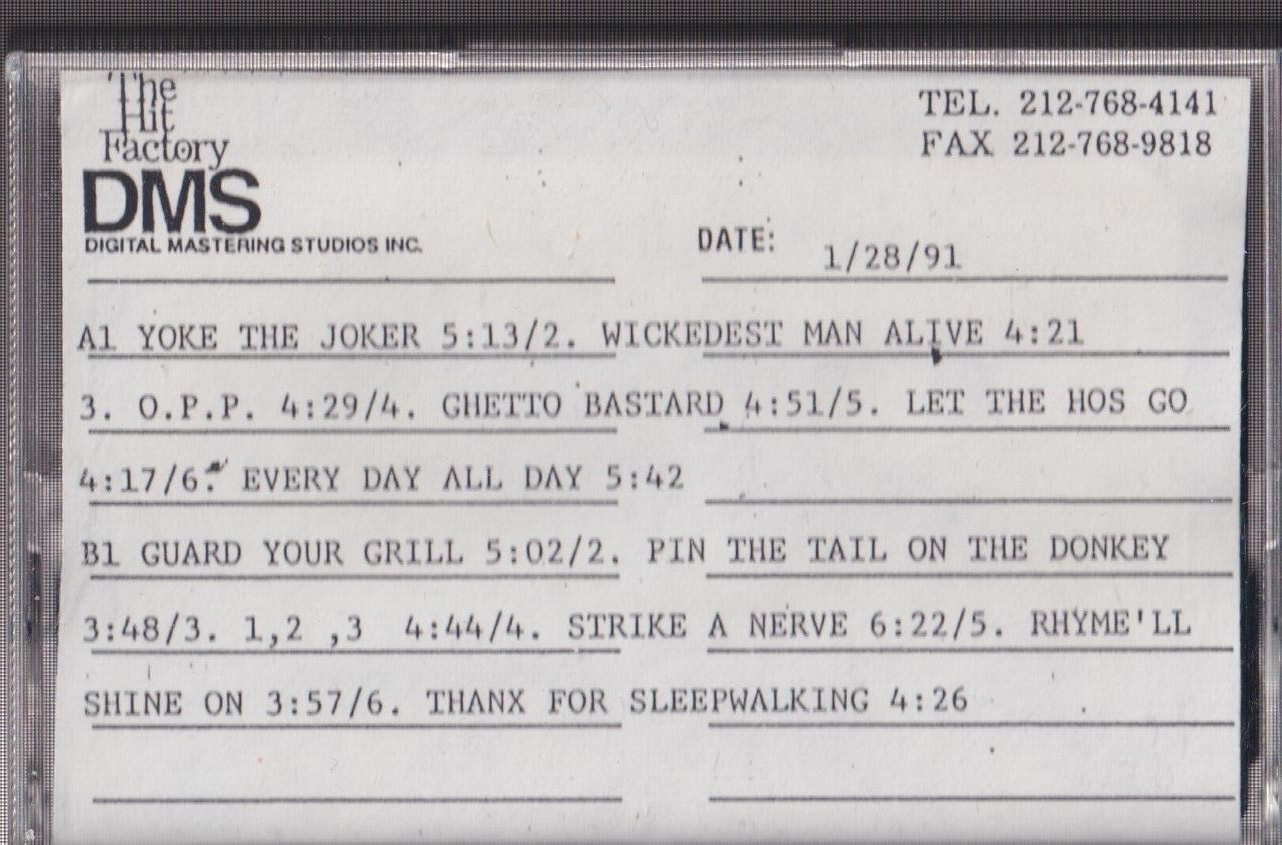 The
Hit
Factory
DMS
DIGITAL MASTERING STUDIOS INC.
TEL. 212-768-4141
FAX 212-768-9818
DATE: 1/28/91
A1 YOKE THE JOKER 5:13/2. WICKEDEST MAN ALIVE 4:21
3. O.P.P. 4:29/4. GHETTO BASTARD 4:51/5. LET THE HOS GO
4:17/6. EVERY DAY ALL DAY 5:42
B1 GUARD YOUR GRILL 5:02/2. PIN THE TAIL ON THE DONKEY
3:48/3. 1,2 ,3 4:44/4. STRIKE A NERVE 6:22/5. RHYME'LL
SHINE ON 3:57/6. THANX FOR SLEEPWALKING 4:26